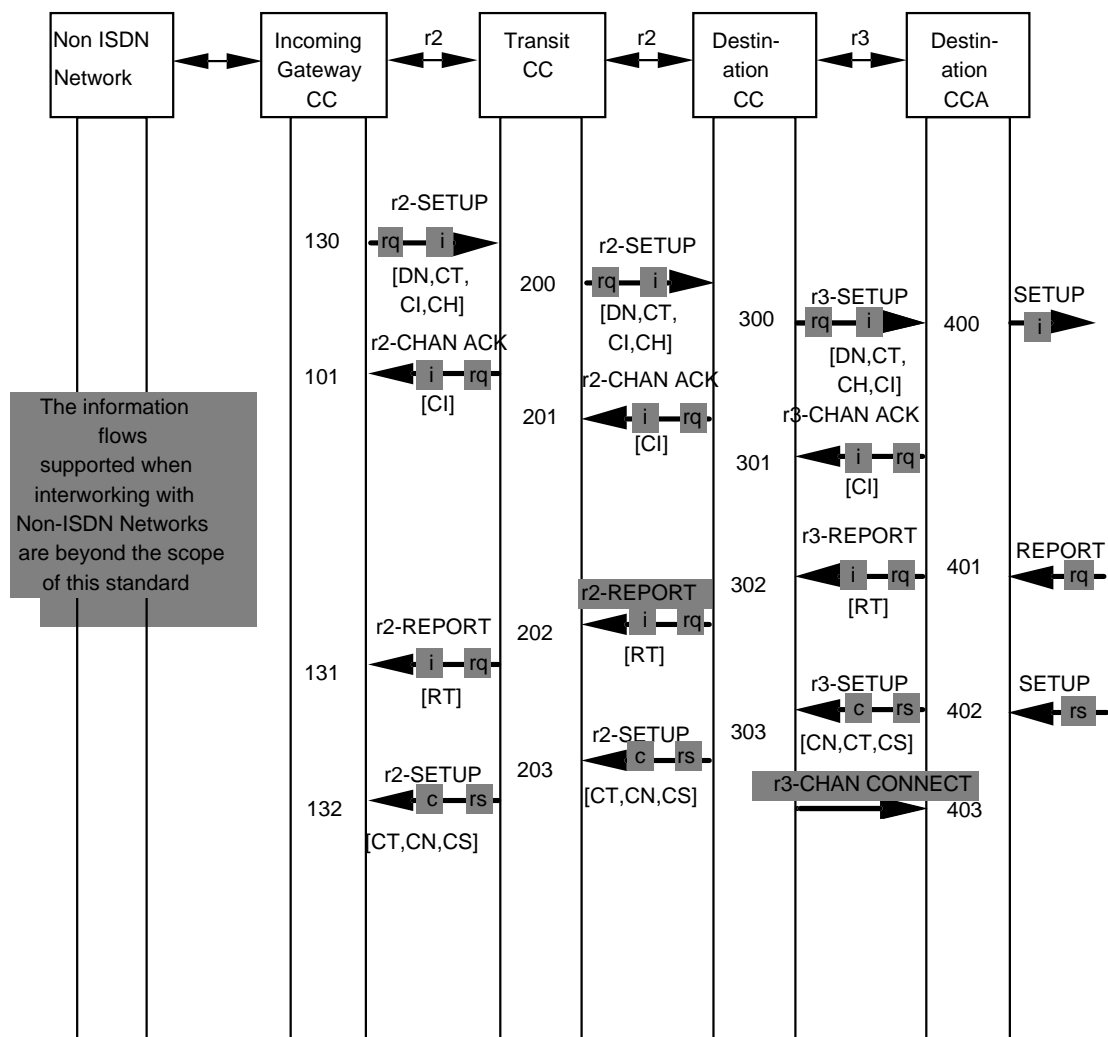 Non ISDN
Network
Incoming
Gateway
CC
r2
Transit
CC
r2
Destin-
ation
CC
r3
Destin-
ation
CCA
r2-SETUP
130
rq
i
[DN,CT,
CI,CH]
r2-SETUP
200
rq
i
[DN,CT,
CI,CH]
r3-SETUP
300
rq
i
[DN,CT,
CH,CI]
SETUP
400
i
r2-CHAN ACK
101
i
rq
[CI]
r2-CHAN ACK
201
i
rq
[CI]
r3-CHAN ACK
301
i
rq
[CI]
The information
flows
supported when
interworking with
Non-ISDN Networks
are beyond the scope
of this standard
r3-REPORT
302
i
rq
[RT]
401
REPORT
rq
r2-REPORT
202
i
rq
[RT]
r2-REPORT
131
i
rq
[RT]
r3-SETUP
303
c
rs
[CN,CT,CS]
402
SETUP
rs
r2-SETUP
203
c
rs
[CT,CN,CS]
r2-SETUP
132
c
rs
[CT,CN,CS]
r3-CHAN CONNECT
403